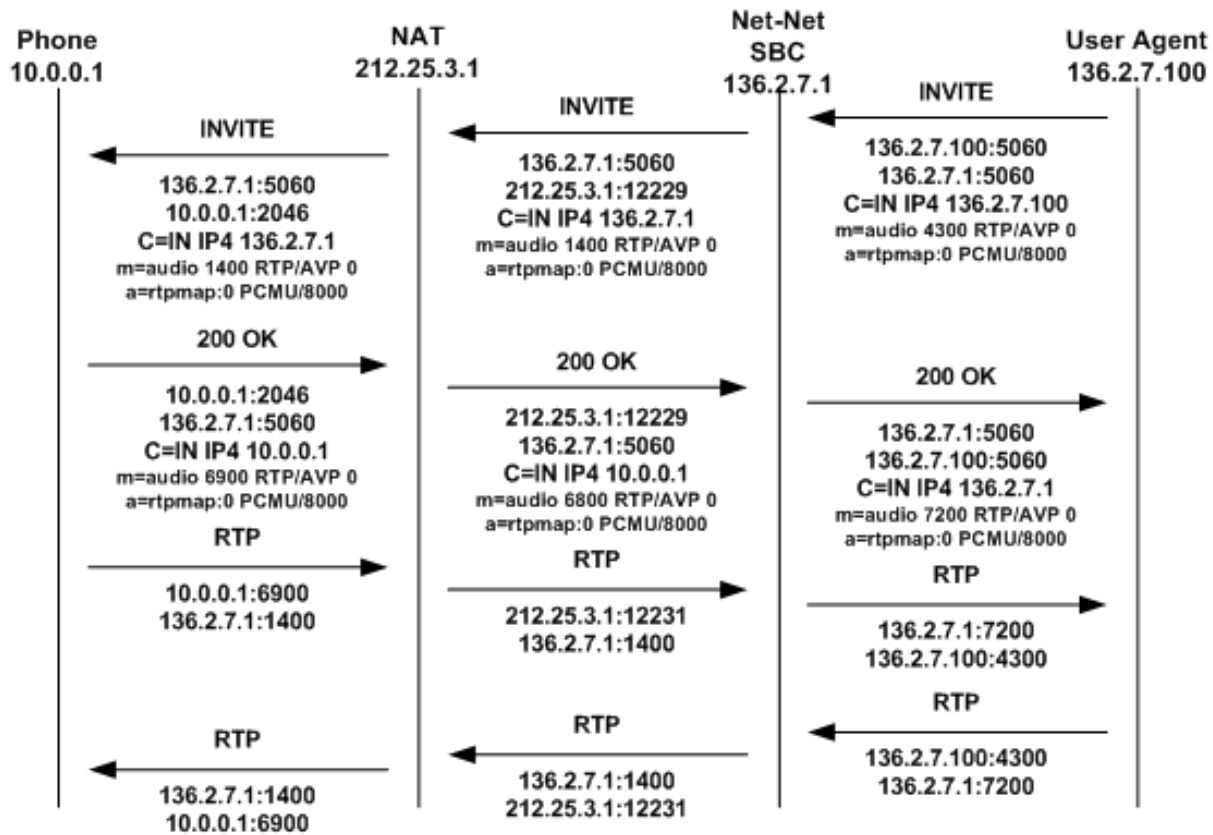 Phone
10.0.0.1
NAT
212.25.3.1
Net-Net
SBC
136.2.7.1
User Agent
136.2.7.100
INVITE
136.2.7.1:5060
10.0.0.1:2046
C=IN IP4 136.2.7.1
m=audio 1400 RTP/AVP 0
a=rtpmap:0 PCMU/8000
INVITE
136.2.7.1:5060
212.25.3.1:12229
C=IN IP4 136.2.7.1
m=audio 1400 RTP/AVP 0
a=rtpmap:0 PCMU/8000
INVITE
136.2.7.100:5060
136.2.7.1:5060
C=IN IP4 136.2.7.100
m=audio 4300 RTP/AVP 0
a=rtpmap:0 PCMU/8000
200 OK
10.0.0.1:2046
136.2.7.1:5060
C=IN IP4 10.0.0.1
m=audio 6900 RTP/AVP 0
a=rtpmap:0 PCMU/8000
200 OK
212.25.3.1:12229
136.2.7.1:5060
C=IN IP4 10.0.0.1
m=audio 6800 RTP/AVP 0
a=rtpmap:0 PCMU/8000
200 OK
136.2.7.1:5060
136.2.7.100:5060
C=IN IP4 136.2.7.1
m=audio 7200 RTP/AVP 0
a=rtpmap:0 PCMU/8000
RTP
10.0.0.1:6900
136.2.7.1:1400
RTP
212.25.3.1:12231
136.2.7.1:1400
RTP
136.2.7.1:7200
136.2.7.100:4300
RTP
136.2.7.1:1400
10.0.0.1:6900
RTP
136.2.7.1:1400
212.25.3.1:12231
RTP
136.2.7.100:4300
136.2.7.1:7200